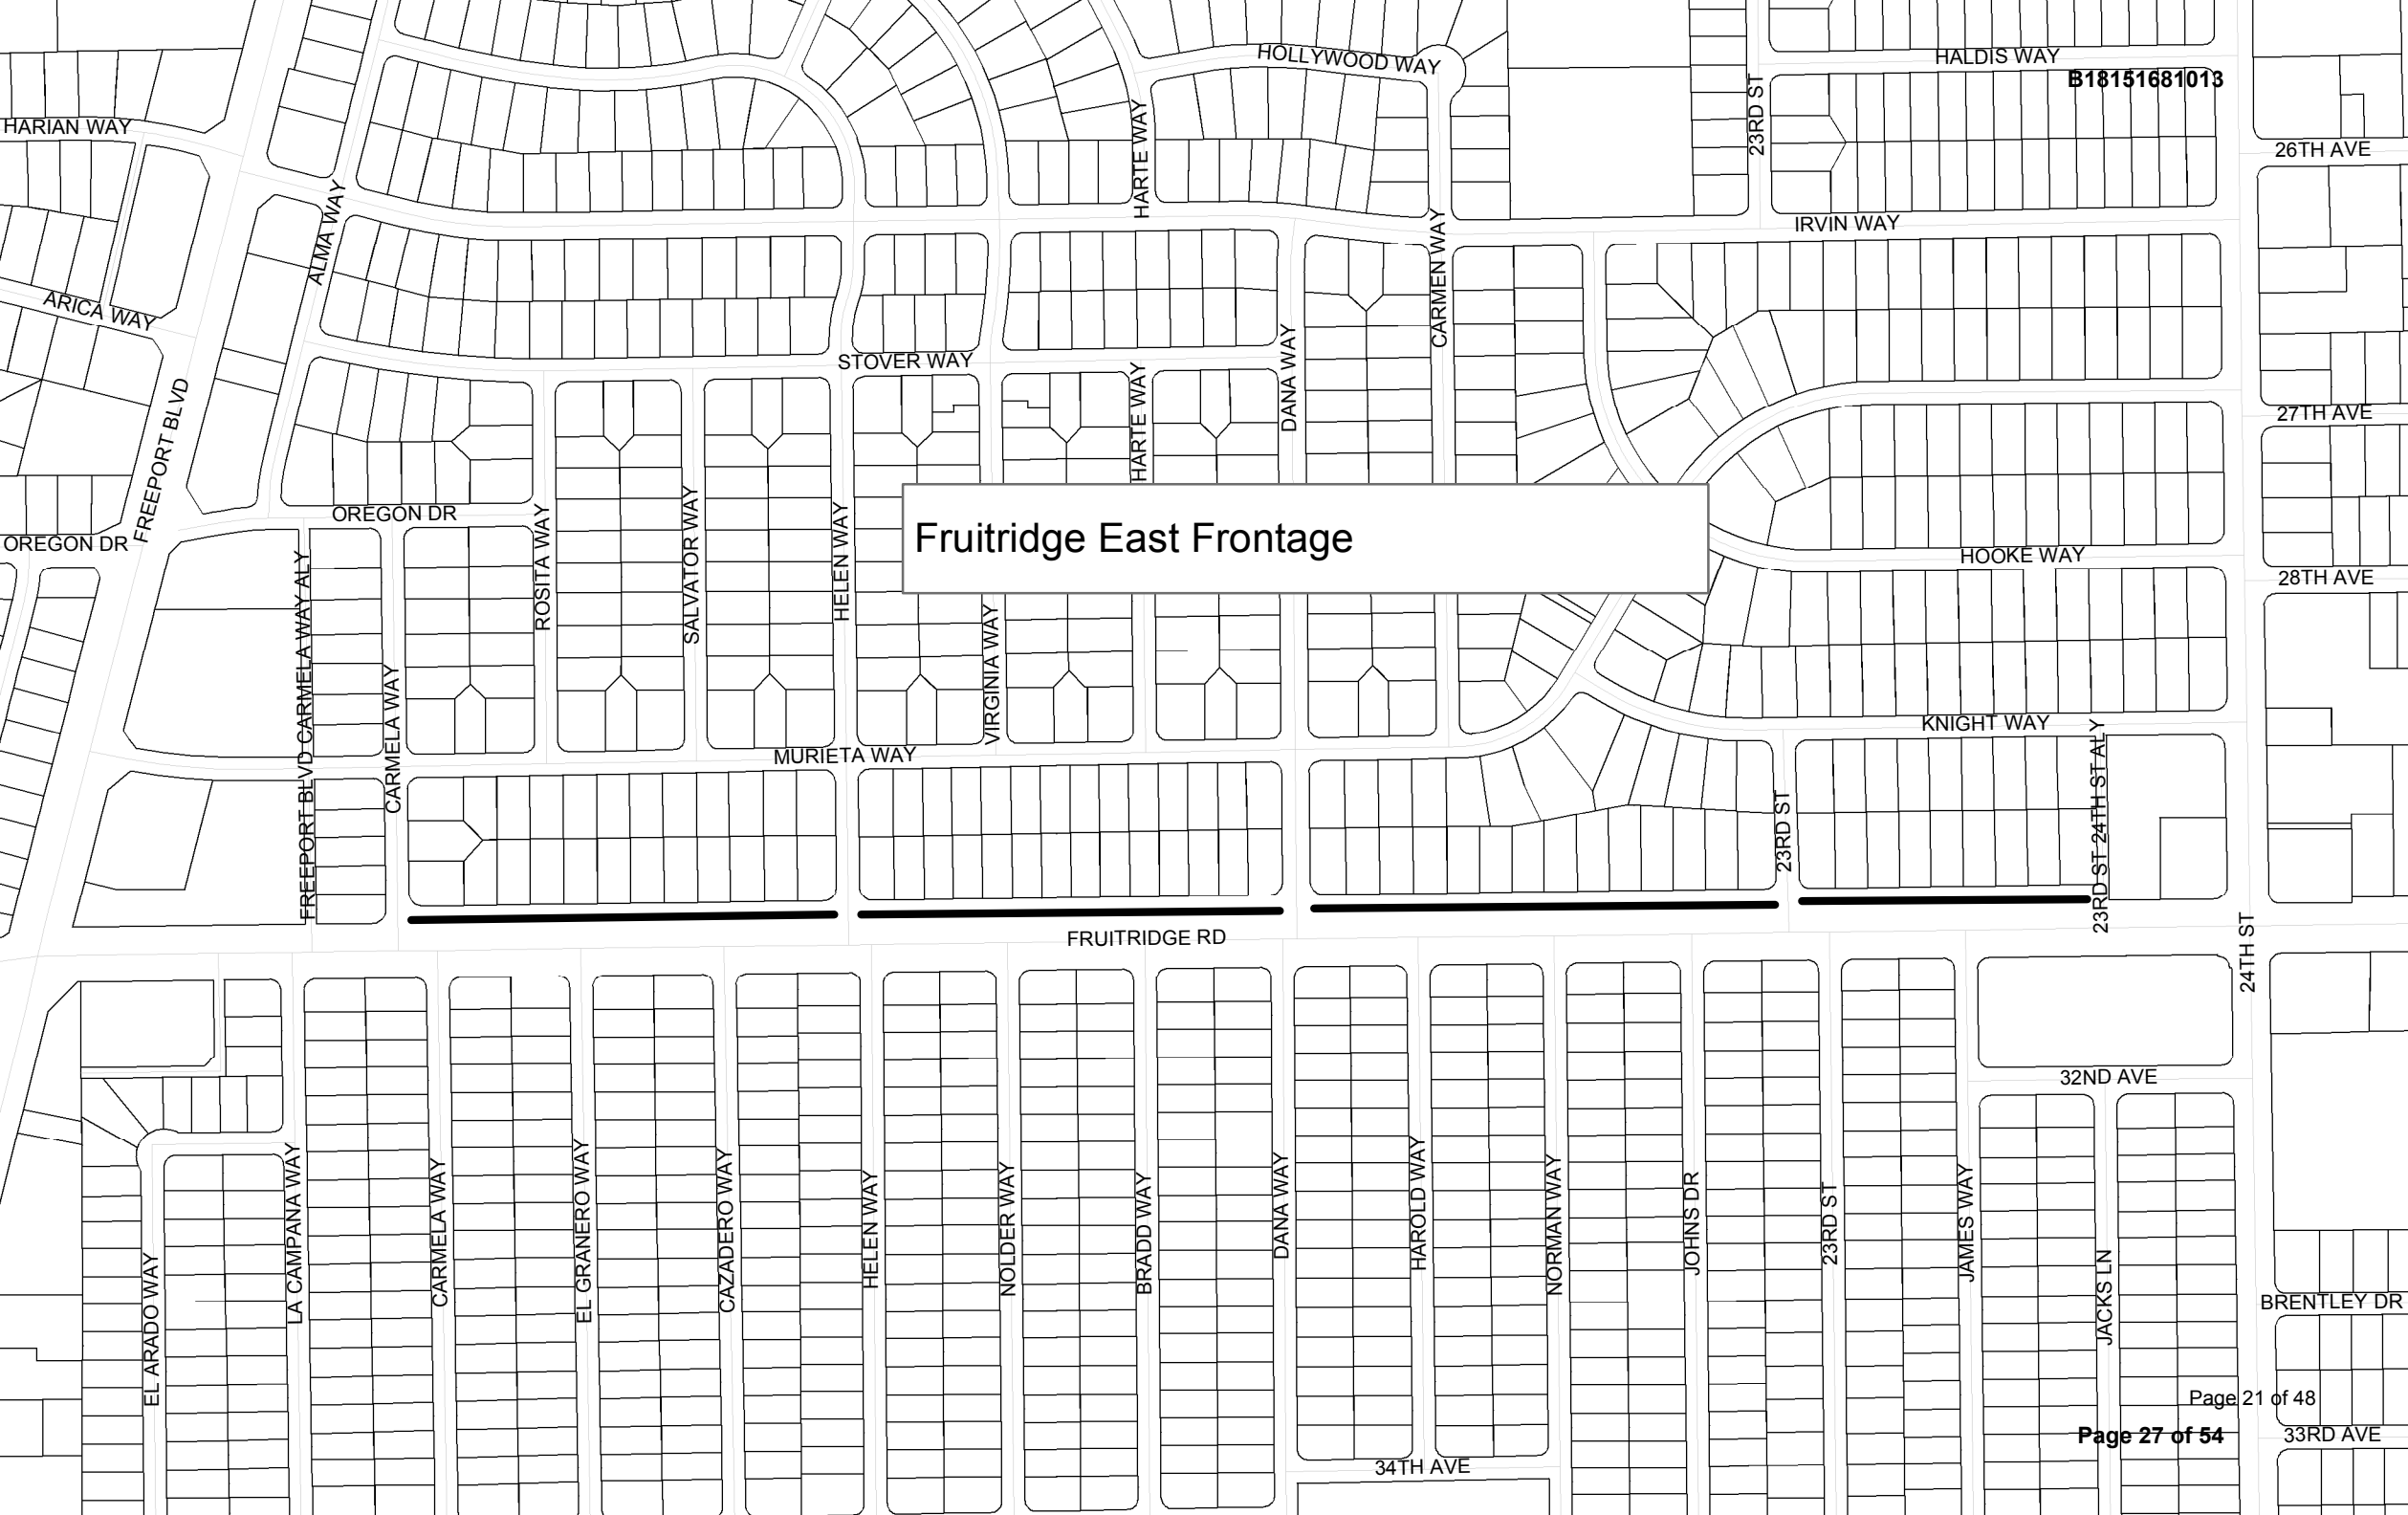 HOLLYWOOD WAY
HALDIS WAY
B18151681013
23RD ST
HARIAN WAY
HARTE WAY
26TH AVE
ALMA WAY
IRVIN WAY
CARMEN WAY
ARICA WAY
STOVER WAY
DANA WAY
HARTE WAY
FREEPORT BLVD
27TH AVE
OREGON DR
OREGON DR
ROSITA WAY
SALVATOR WAY
HELEN WAY
Fruitridge East Frontage
HOOKE WAY
28TH AVE
FREEPORT BLVD CARMELA WAY ALY
CARMELA WAY
VIRGINIA WAY
KNIGHT WAY
MURIETA WAY
23RD ST
23RD ST 24TH ST ALY
FRUITRIDGE RD
24TH ST
32ND AVE
EL ARADO WAY
LA CAMPANA WAY
CARMELA WAY
EL GRANERO WAY
CAZADERO WAY
HELEN WAY
NOLDER WAY
BRADD WAY
DANA WAY
HAROLD WAY
NORMAN WAY
JOHNS DR
23RD ST
JAMES WAY
JACKS LN
BRENTLEY DR
Page 21 of 48
Page 27 of 54
33RD AVE
34TH AVE